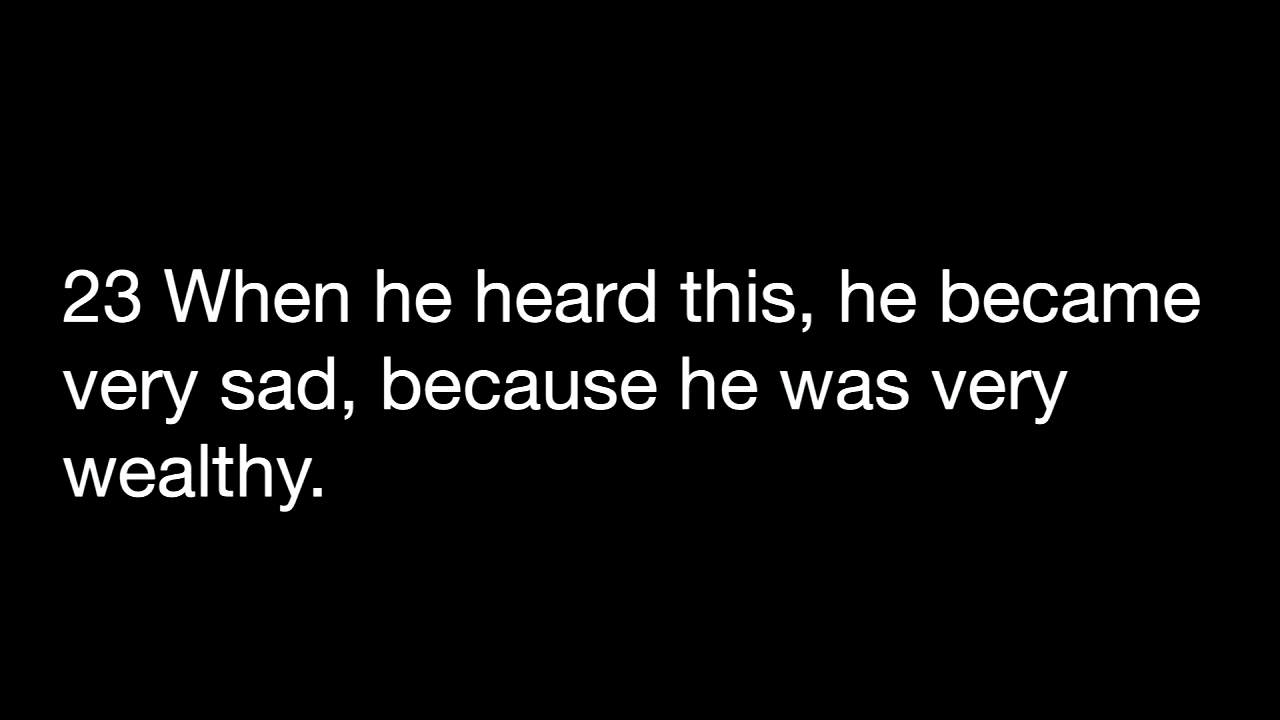 23 When he heard this, he became
very sad, because he was very
wealthy.